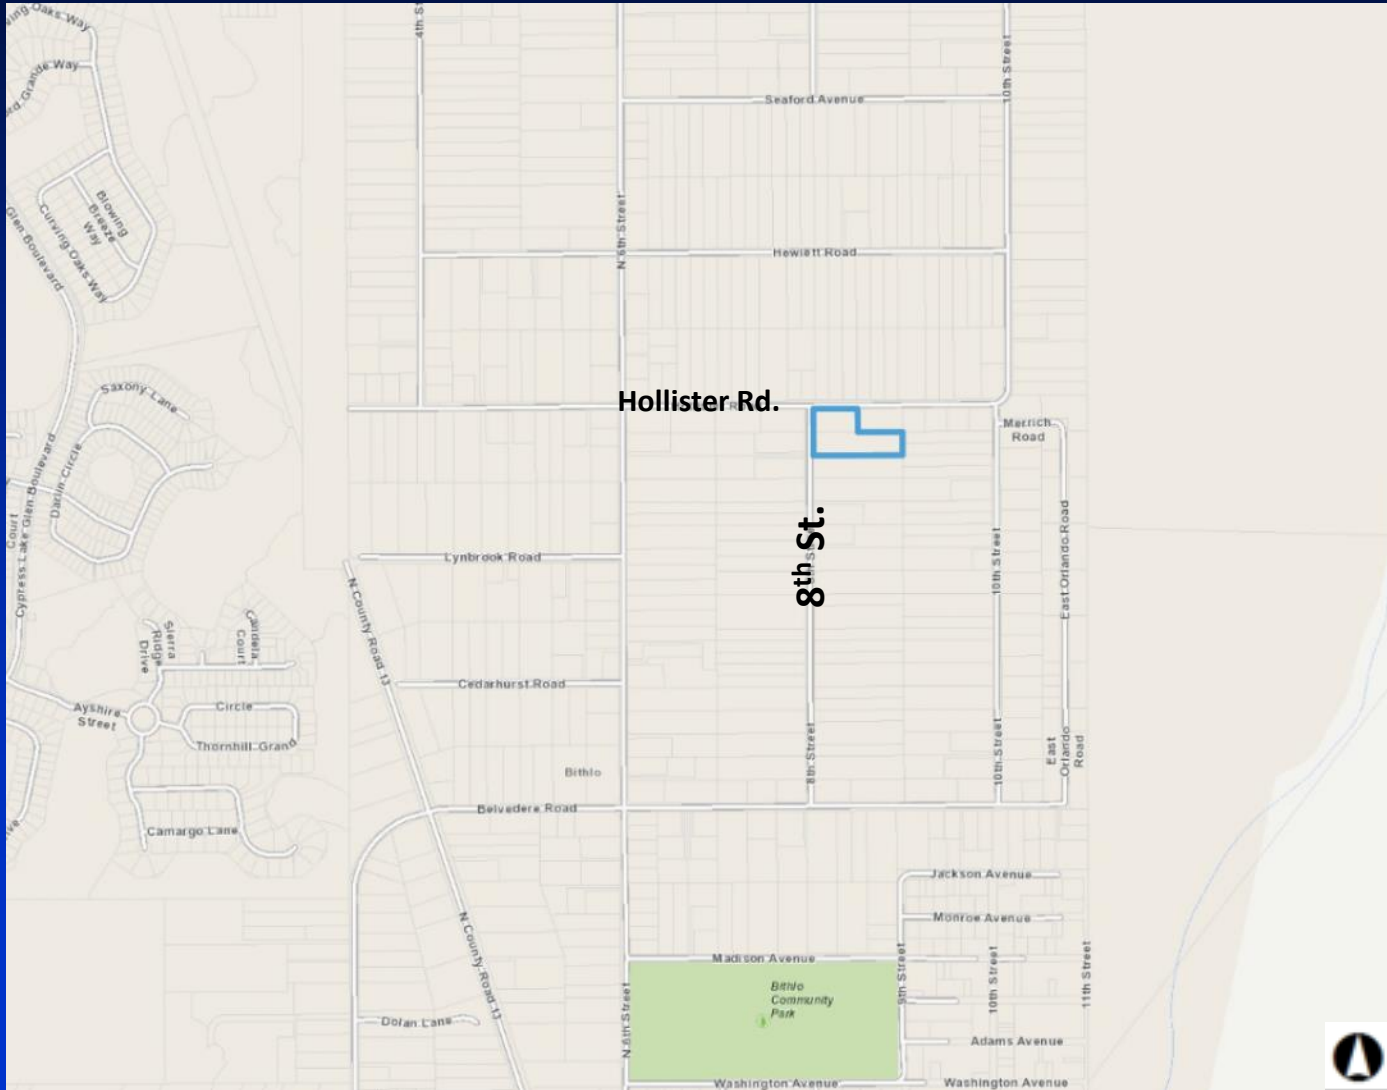 4th St
10th Street
Seaford Avenue
Grande Way
Blowing
Breeze
Way
Curving Oaks Way
Glen Boulevard
N 6th Street
Hewlett Road
Saxony Lane
Hollister Rd.
Merrich
Road
Darlin Circle
Cypress Lake Glen Boulevard
Court
8th St.
Lynbrook Road
10th Street
East Orlando Road
N County Road 13
Sierra
Ridge
Drive
Candela
Court
Cedarhurst Road
Ayshire
Street
Circle
Thornhill Grand
8th Street
10th Street
East
Orlando
Road
Bithlo
Belvedere Road
Camargo Lane
Jackson Avenue
Monroe Avenue
N County Road 13
Madison Avenue
9th Street
10th Street
11th Street
Bithlo
Community
Park
N 6th Street
Dolan Lane
Adams Avenue
Washington Avenue
Washington Avenue